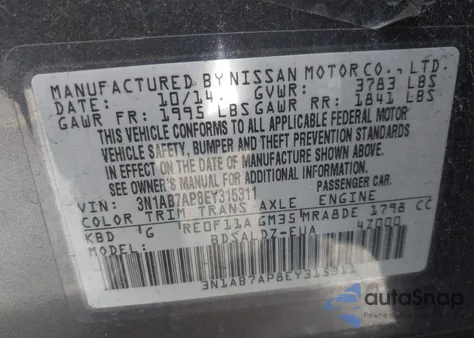 MANUFACTURED BY NISSAN MOTOR CO., LTD.
DATE: 10/14 GVWR: 3783 LBS
GAWR FR: 1995 LBS GAWR RR: 1841 LBS
THIS VEHICLE CONFORMS TO ALL APPLICABLE FEDERAL MOTOR
VEHICLE SAFETY, BUMPER AND THEFT PREVENTION STANDARDS
IN EFFECT ON THE DATE OF MANUFACTURE SHOWN ABOVE.
SEE OWNER'S MANUAL FOR ADDITIONAL INFORMATION.
VIN: 3N1AB7AP8EY315311 PASSENGER CAR
COLOR TRIM TRANS AXLE ENGINE
KBD G RE0F11A GM35 MRA8DE 1798 CC
MODEL: BDSALDZ-EUA 4Z000
3N1AB7AP8EY315311
autoSnap